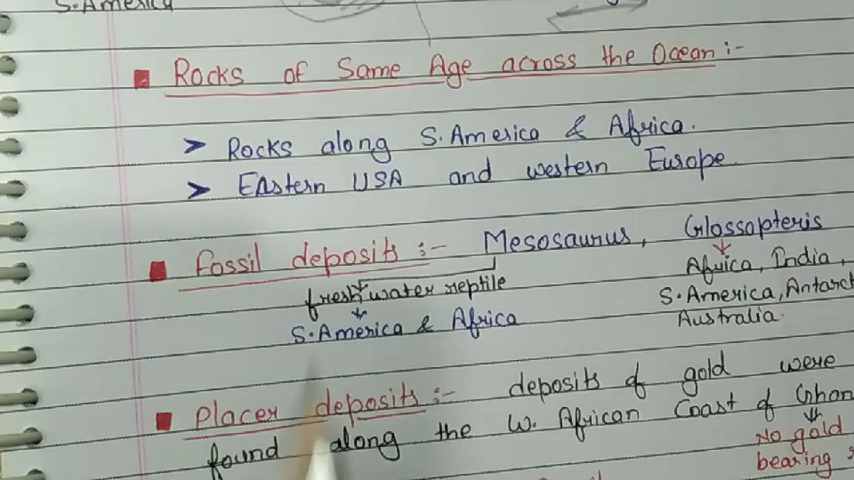 S. America
Rocks of Same Age across the Ocean :-
> Rocks along S. America & Africa.
> Eastern USA and western Europe
Fossil deposits :- Mesosaurus, Glossopteris
fresh water reptile
S. America & Africa
Africa, India,
S. America, Antarct
Australia.
Placer deposits :- deposits of gold were
found along the W. African Coast of Ghan
No gold
bearing